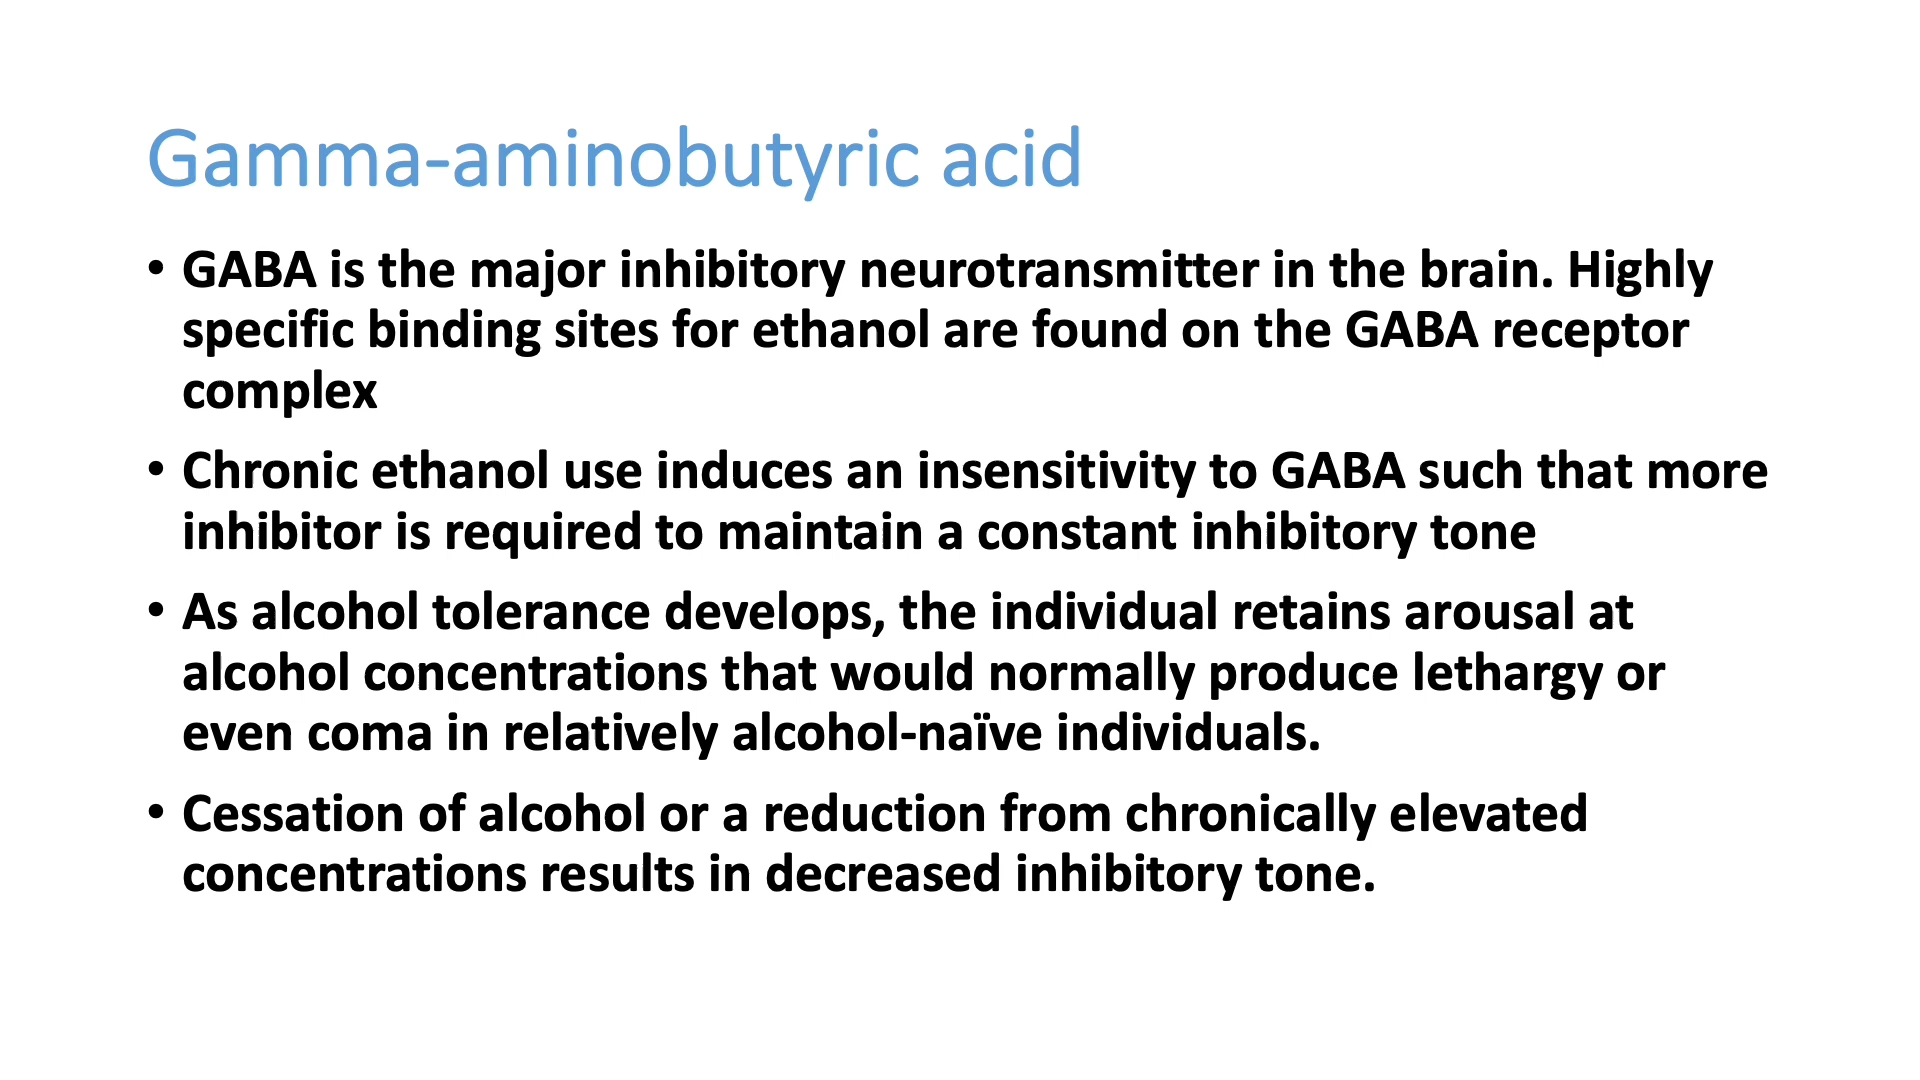 Gamma-aminobutyric acid
• GABA is the major inhibitory neurotransmitter in the brain. Highly
specific binding sites for ethanol are found on the GABA receptor
complex
• Chronic ethanol use induces an insensitivity to GABA such that more
inhibitor is required to maintain a constant inhibitory tone
• As alcohol tolerance develops, the individual retains arousal at
alcohol concentrations that would normally produce lethargy or
even coma in relatively alcohol-naïve individuals.
• Cessation of alcohol or a reduction from chronically elevated
concentrations results in decreased inhibitory tone.